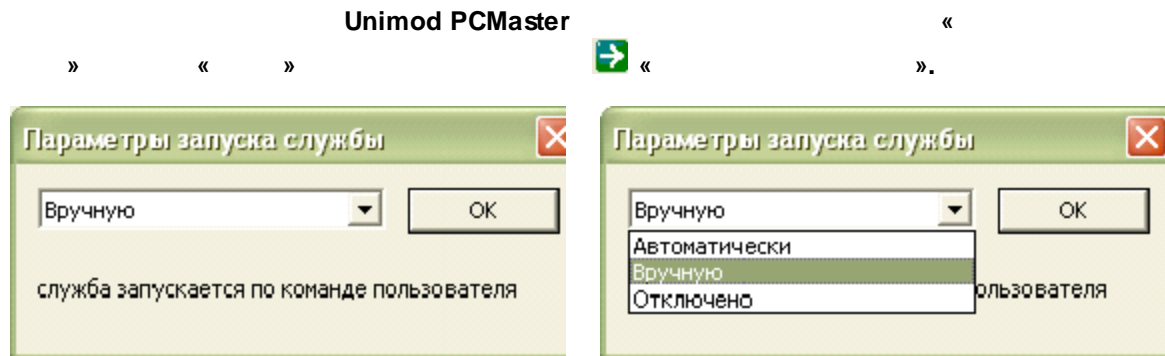 Unimod PCMaster «
» « » « ».
Параметры запуска службы
Вручную OK
служба запускается по команде пользователя
Параметры запуска службы
Вручную OK
Автоматически
Вручную
Отключено
ользователя